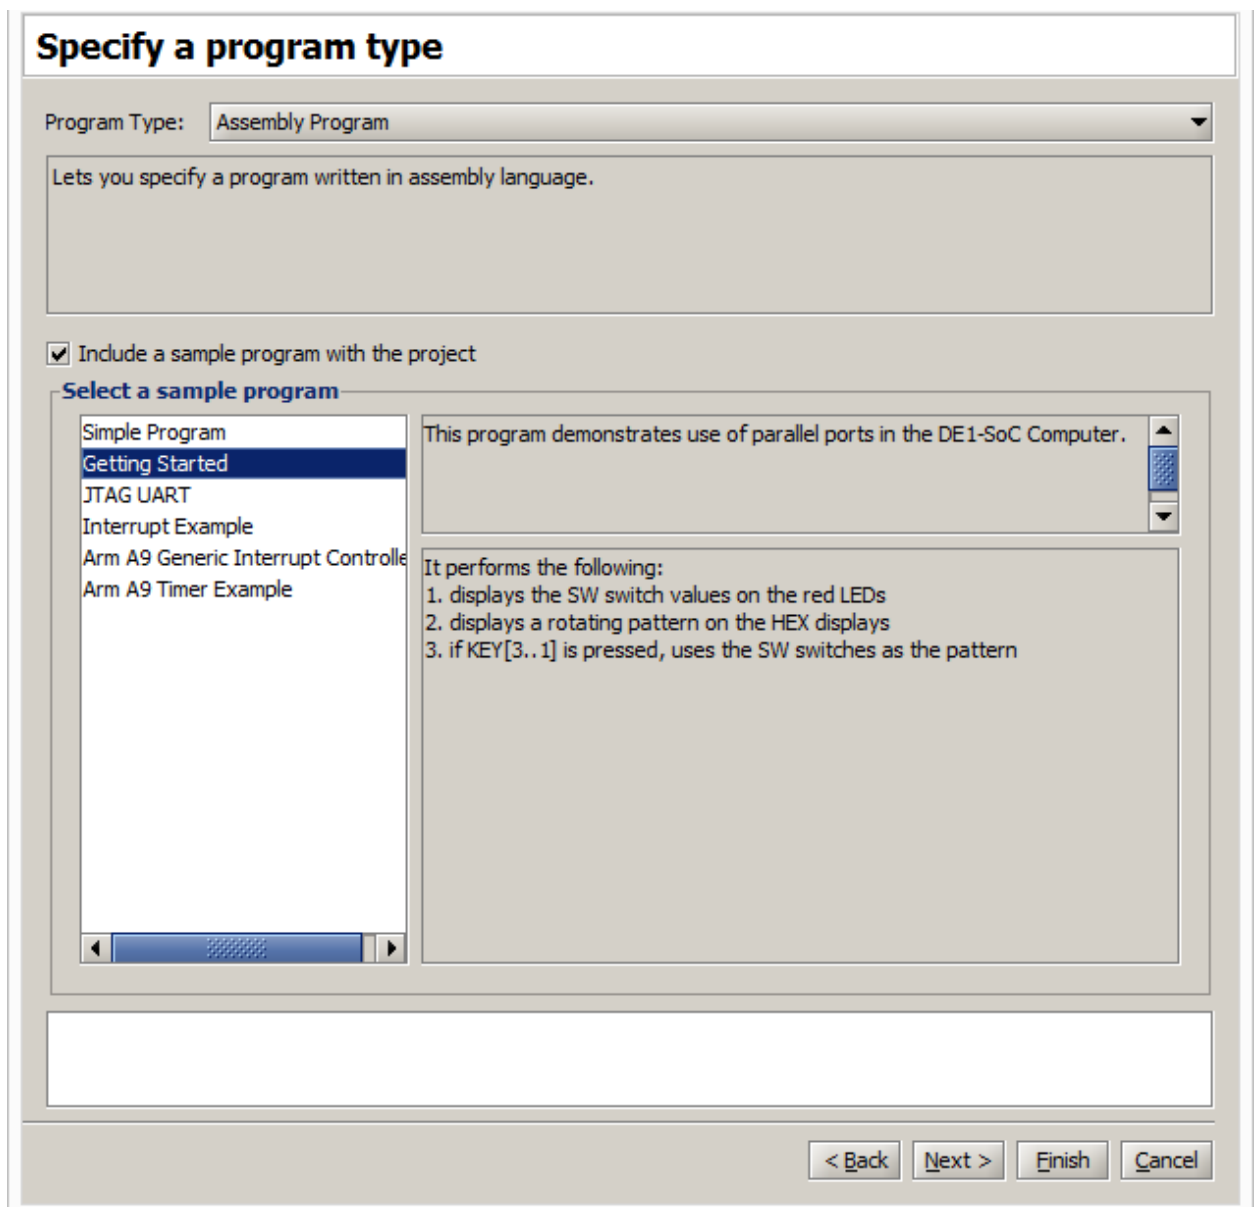 Specify a program type
Program Type: Assembly Program
Lets you specify a program written in assembly language.
Include a sample program with the project
Select a sample program
Simple Program
Getting Started
JTAG UART
Interrupt Example
Arm A9 Generic Interrupt Controlle
Arm A9 Timer Example
This program demonstrates use of parallel ports in the DE1-SoC Computer.
It performs the following:
1. displays the SW switch values on the red LEDs
2. displays a rotating pattern on the HEX displays
3. if KEY[3..1] is pressed, uses the SW switches as the pattern
< Back Next > Finish Cancel